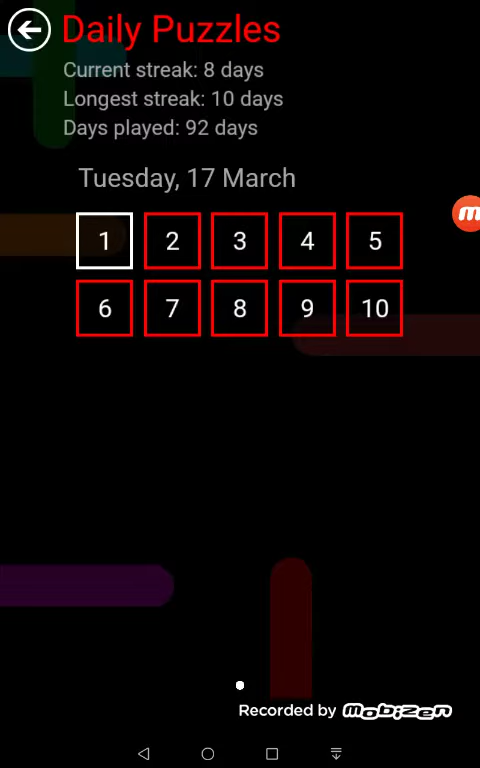 Daily Puzzles
Current streak: 8 days
Longest streak: 10 days
Days played: 92 days
Tuesday, 17 March
1 2 3 4 5
6 7 8 9 10
m
Recorded by Mobizen